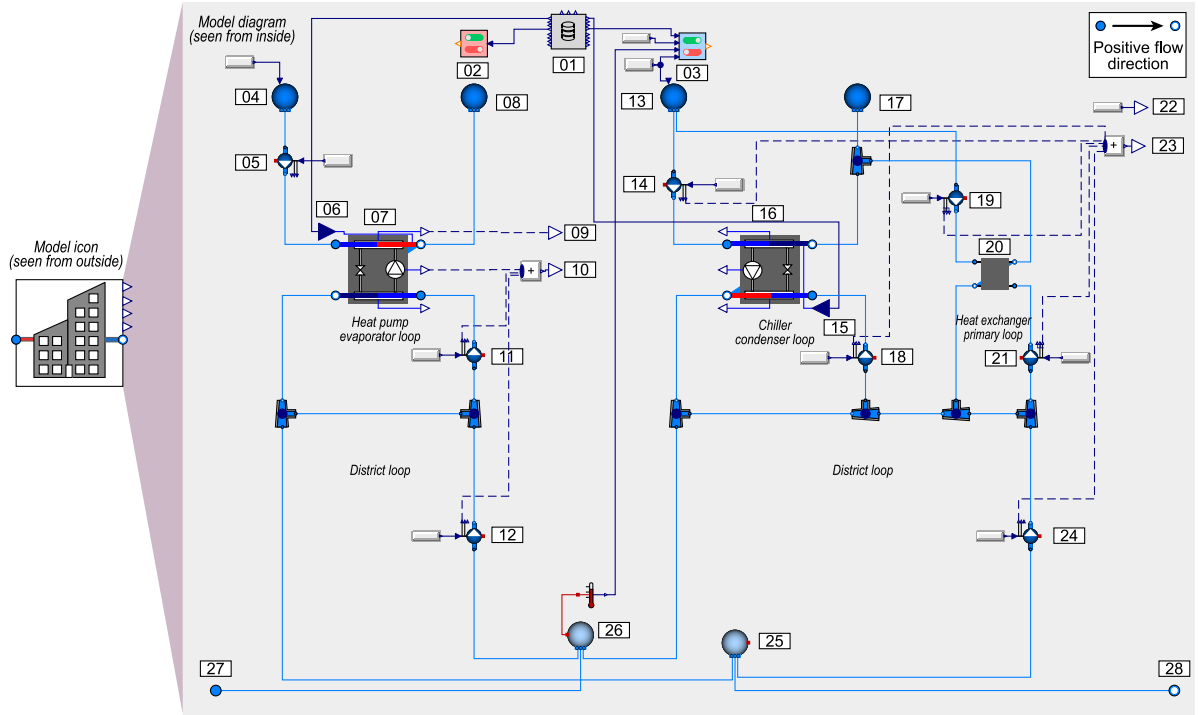 Model diagram
(seen from inside)
Positive flow
direction
01
02
03
04
08
13
17
22
05
23
14
19
06
07
16
09
20
10
Heat pump
evaporator loop
Chiller
condenser loop
15
Heat exchanger
primary loop
11
18
21
Model icon
(seen from outside)
District loop
District loop
12
24
26
25
27
28
+
+